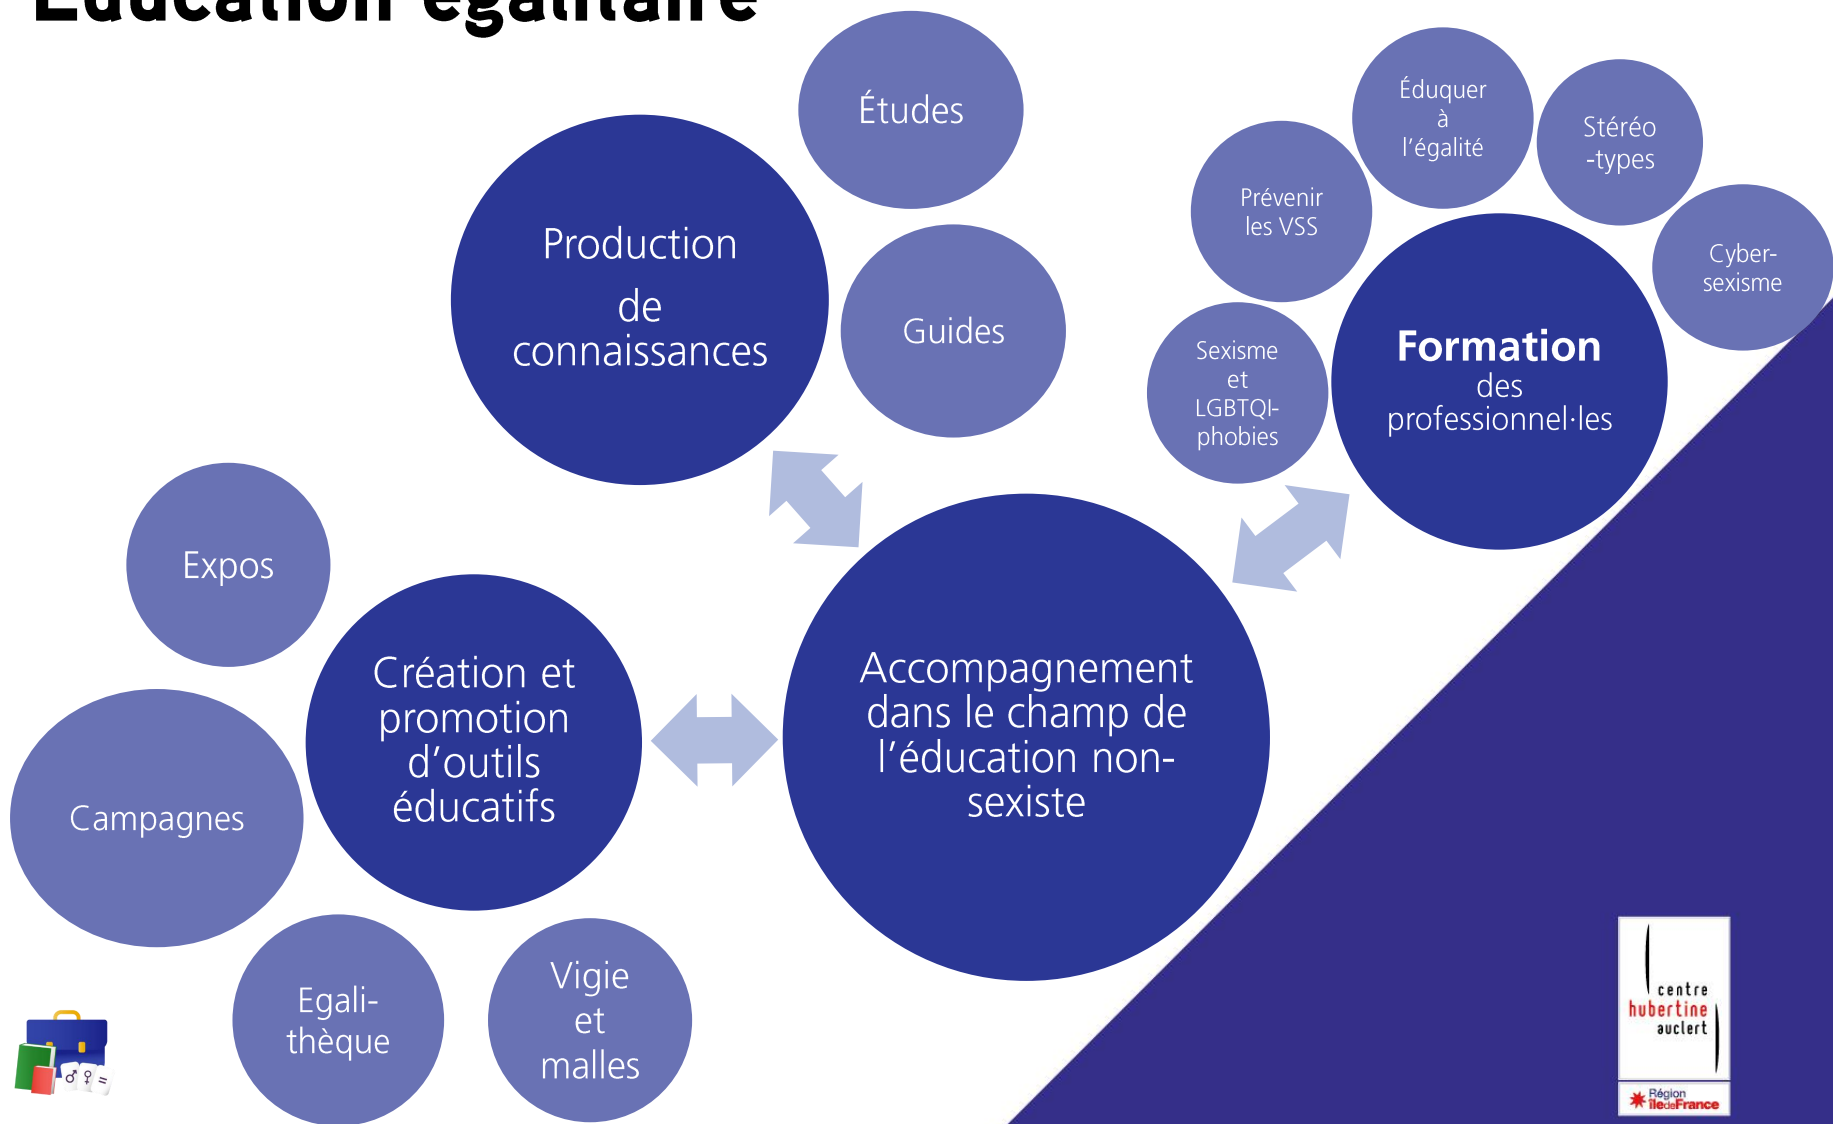 Éducation égalitaire
Études
Production
de
connaissances
Guides
Éduquer
à
l’égalité
Stéréo
-types
Prévenir
les VSS
Cyber-
sexisme
Sexisme
et
LGBTQI-
phobies
Formation
des
professionnel·les
Expos
Création et
promotion
d’outils
éducatifs
Campagnes
Egali-
thèque
Vigie
et
malles
Accompagnement
dans le champ de
l’éducation non-
sexiste
centre
hubertine
auclert
Région
îledeFrance